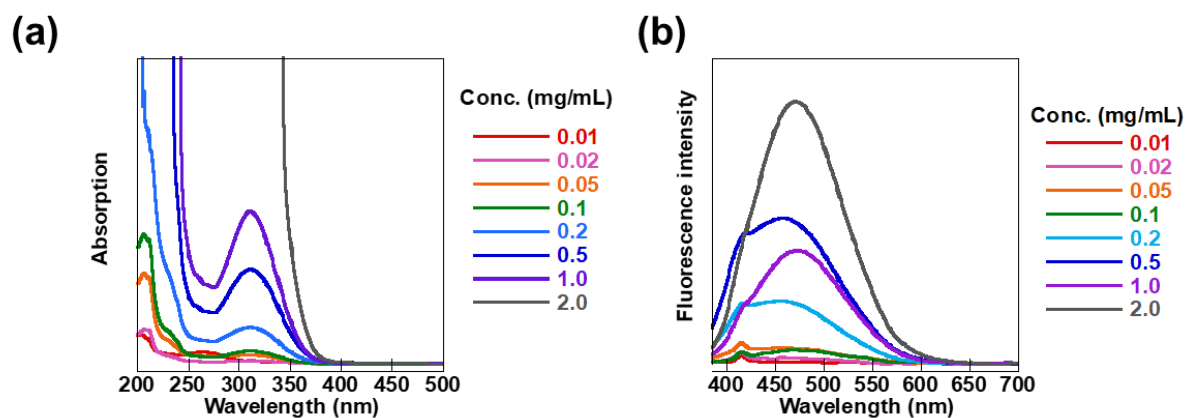 (a)
Absorption
Conc. (mg/mL)
0.01
0.02
0.05
0.1
0.2
0.5
1.0
2.0
200 250 300 350 400 450 500
Wavelength (nm)
(b)
Fluorescence intensity
Conc. (mg/mL)
0.01
0.02
0.05
0.1
0.2
0.5
1.0
2.0
400 450 500 550 600 650 700
Wavelength (nm)